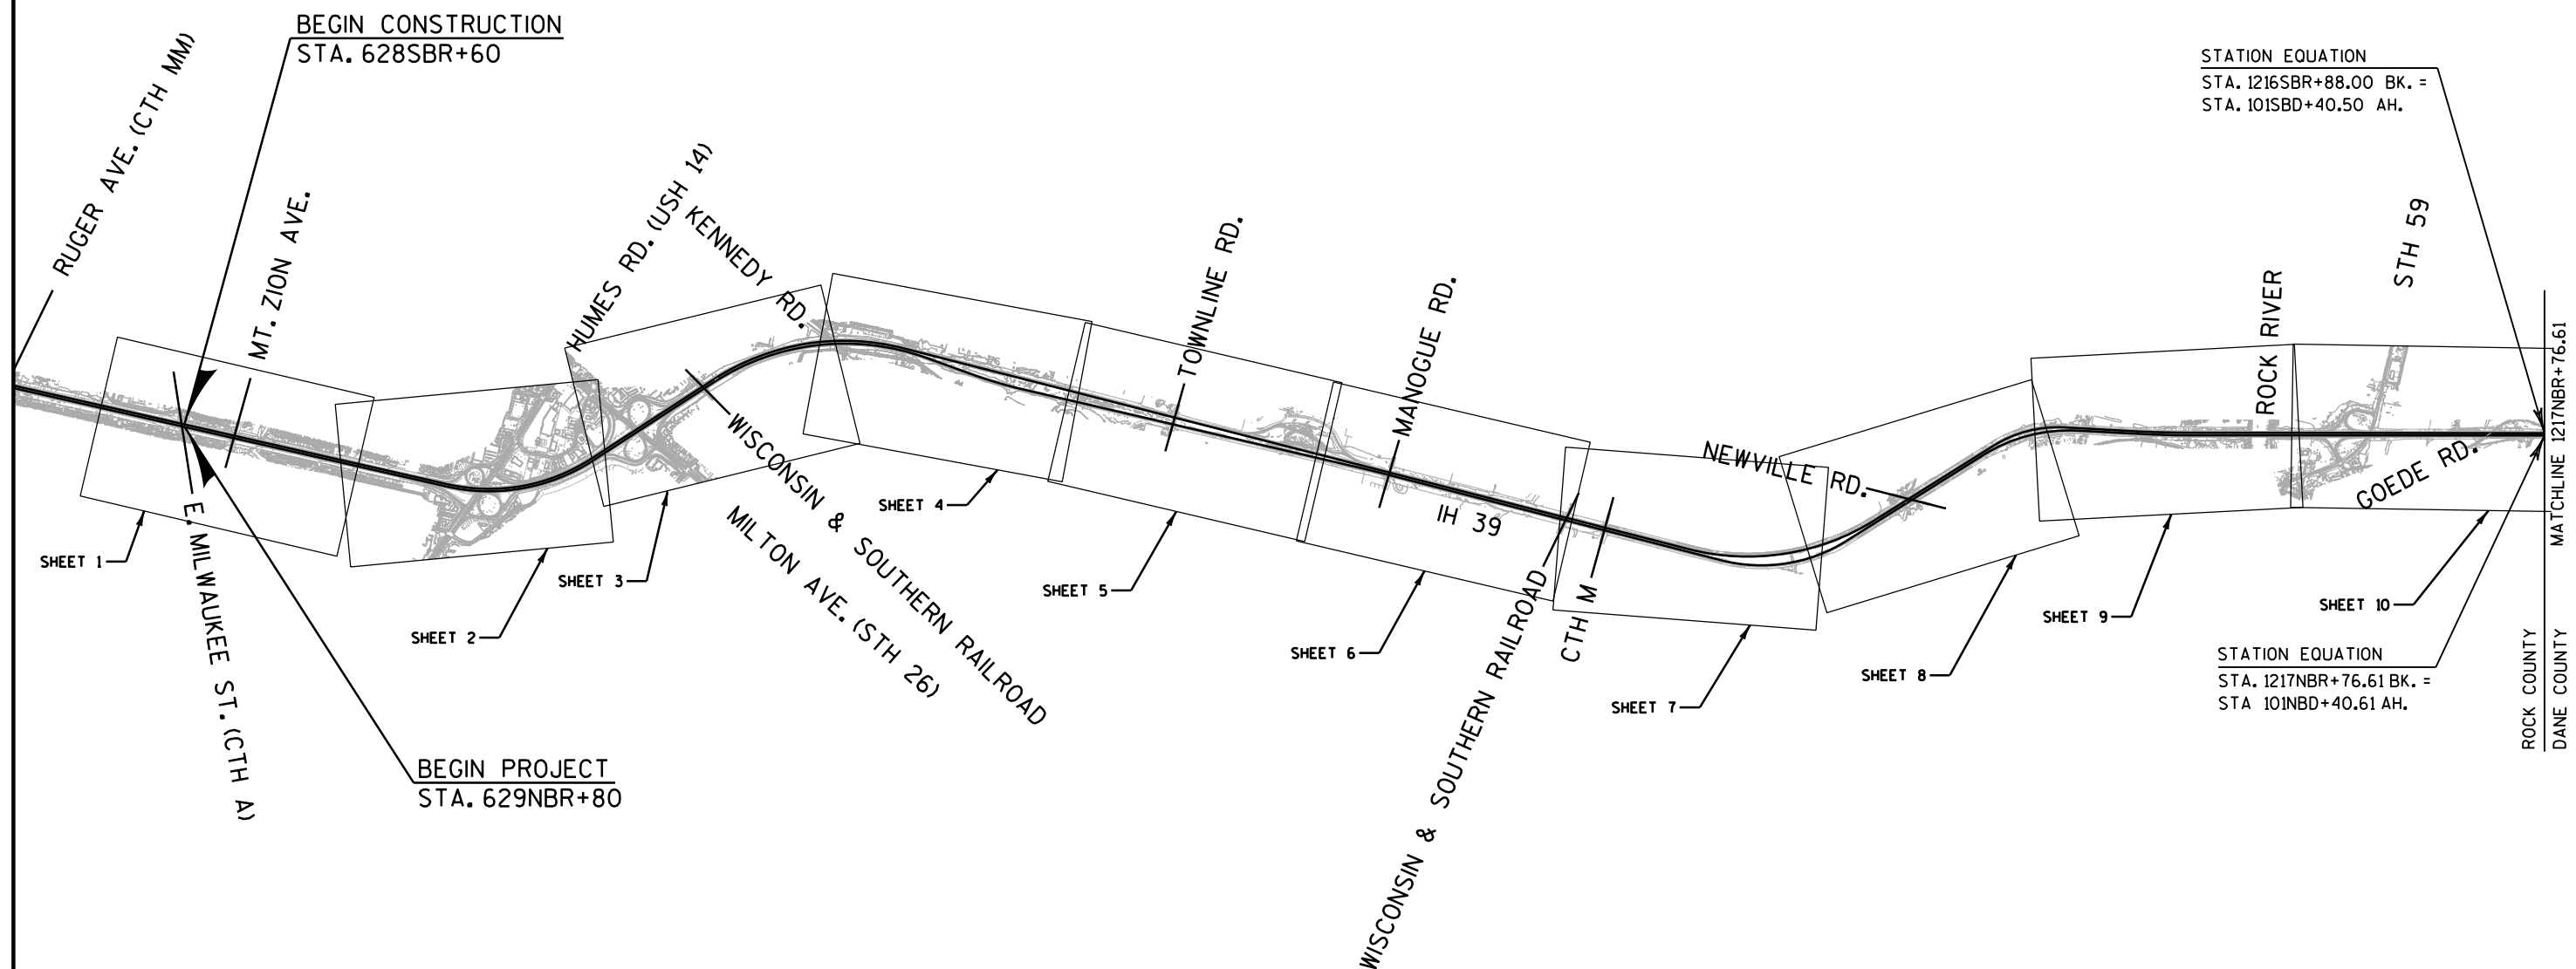 BEGIN CONSTRUCTION
STA. 628SBR+60
RUGER AVE. (CTH MM)
MT. ZION AVE.
HUMES RD. (USH 14)
KENNEDY RD.
TOWNLINE RD.
MANOGUE RD.
STATION EQUATION
STA. 1216SBR+88.00 BK. =
STA. 101SBD+40.50 AH.
STH 59
ROCK RIVER
MATCHLINE 1217NBR+76.61
GOEDE RD.
NEWVILLE RD.
IH 39
WISCONSIN & SOUTHERN RAILROAD
MILTON AVE. (STH 26)
E. MILWAUKEE ST. (CTH A)
WISCONSIN & SOUTHERN RAILROAD
CTH M
SHEET 1
SHEET 2
SHEET 3
SHEET 4
SHEET 5
SHEET 6
SHEET 7
SHEET 8
SHEET 9
SHEET 10
STATION EQUATION
STA. 1217NBR+76.61 BK. =
STA 101NBD+40.61 AH.
ROCK COUNTY
DANE COUNTY
BEGIN PROJECT
STA. 629NBR+80